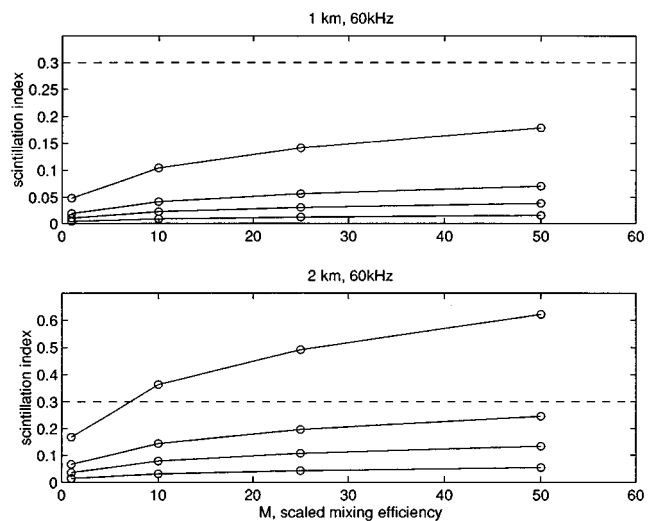 1 km, 60kHz
scintillation index
0.3
0.25
0.2
0.15
0.1
0.05
0
0 10 20 30 40 50 60
2 km, 60kHz
scintillation index
0.6
0.5
0.4
0.3
0.2
0.1
0
0 10 20 30 40 50 60
M, scaled mixing efficiency